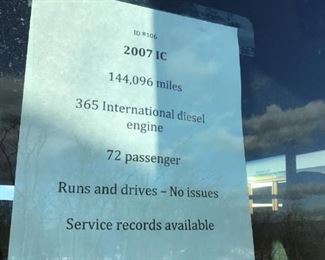 ID #106
2007 IC
144,096 miles
365 International diesel
engine
72 passenger
Runs and drives – No issues
Service records available